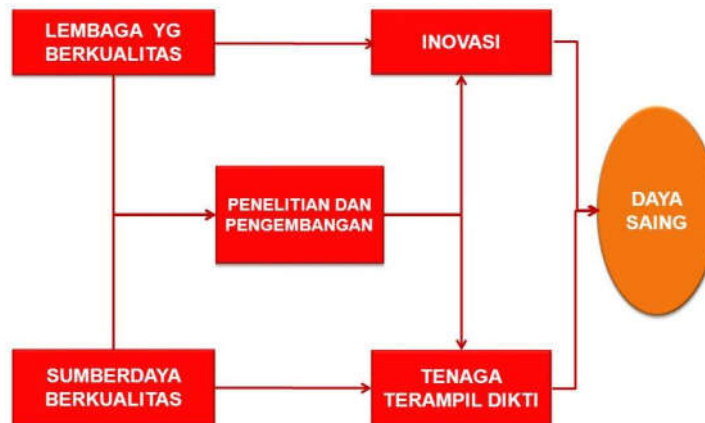 LEMBAGA YG
BERKUALITAS
INOVASI
PENELITIAN DAN
PENGEMBANGAN
DAYA
SAING
SUMBERDAYA
BERKUALITAS
TENAGA
TERAMPIL DIKTI